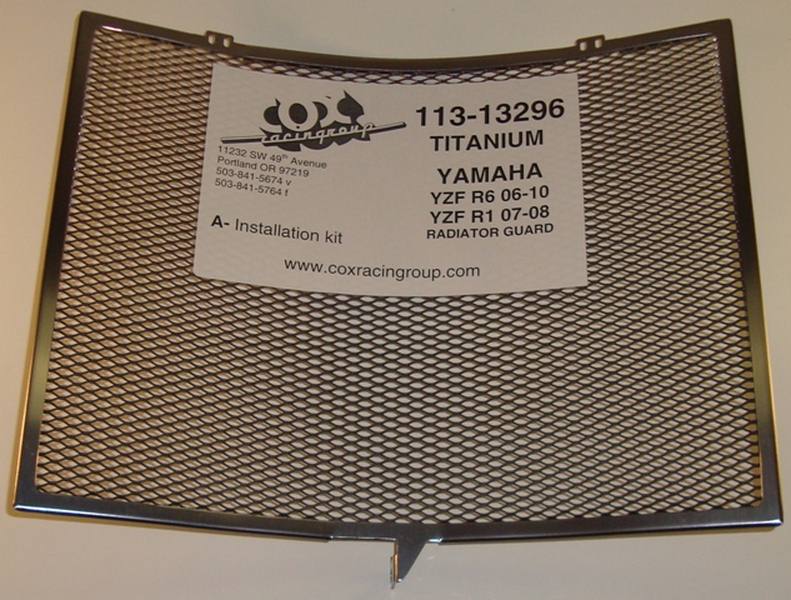 COX
racingroup
11232 SW 49th Avenue
Portland OR 97219
503-841-5674 v
503-841-5764 f
A- Installation kit
113-13296
TITANIUM
YAMAHA
YZF R6 06-10
YZF R1 07-08
RADIATOR GUARD
www.coxracingroup.com